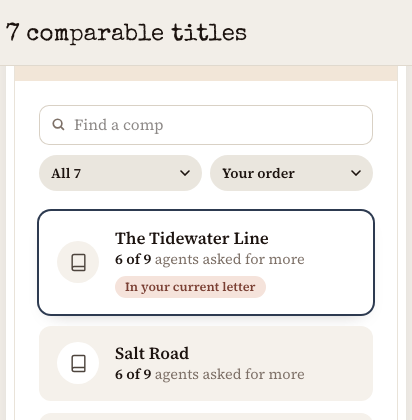 7 comparable titles
Find a comp
All 7
Your order
The Tidewater Line
6 of 9 agents asked for more
In your current letter
Salt Road
6 of 9 agents asked for more